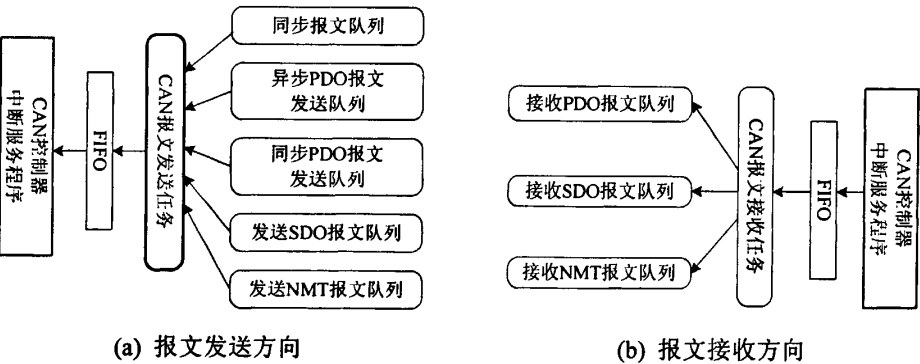 同步报文队列
异步PDO报文
发送队列
同步PDO报文
发送队列
发送SDO报文队列
发送NMT报文队列
CAN报文发送任务
FIFO
CAN控制器
中断服务程序
(a) 报文发送方向
接收PDO报文队列
接收SDO报文队列
接收NMT报文队列
CAN报文接收任务
FIFO
CAN控制器
中断服务程序
(b) 报文接收方向